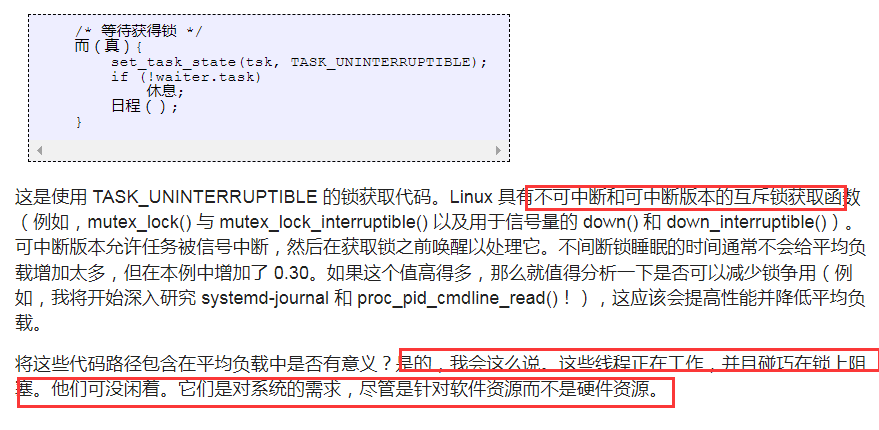 /* 等待获得锁 */
而（真）{
set_task_state(tsk, TASK_UNINTERRUPTIBLE);
if (!waiter.task)
休息;
日程（）；
}
这是使用 TASK_UNINTERRUPTIBLE 的锁获取代码。Linux 具有不可中断和可中断版本的互斥锁获取函数
（例如，mutex_lock() 与 mutex_lock_interruptible() 以及用于信号量的 down() 和 down_interruptible()）。
可中断版本允许任务被信号中断，然后在获取锁之前唤醒以处理它。不间断锁睡眠的时间通常不会给平均负
载增加太多，但在本例中增加了 0.30。如果这个值高得多，那么就值得分析一下是否可以减少锁争用（例
如，我将开始深入研究 systemd-journal 和 proc_pid_cmdline_read()！），这应该会提高性能并降低平均负
载。
将这些代码路径包含在平均负载中是否有意义？是的，我会这么说。这些线程正在工作，并且碰巧在锁上阻
塞。他们可没闲着。它们是对系统的需求，尽管是针对软件资源而不是硬件资源。